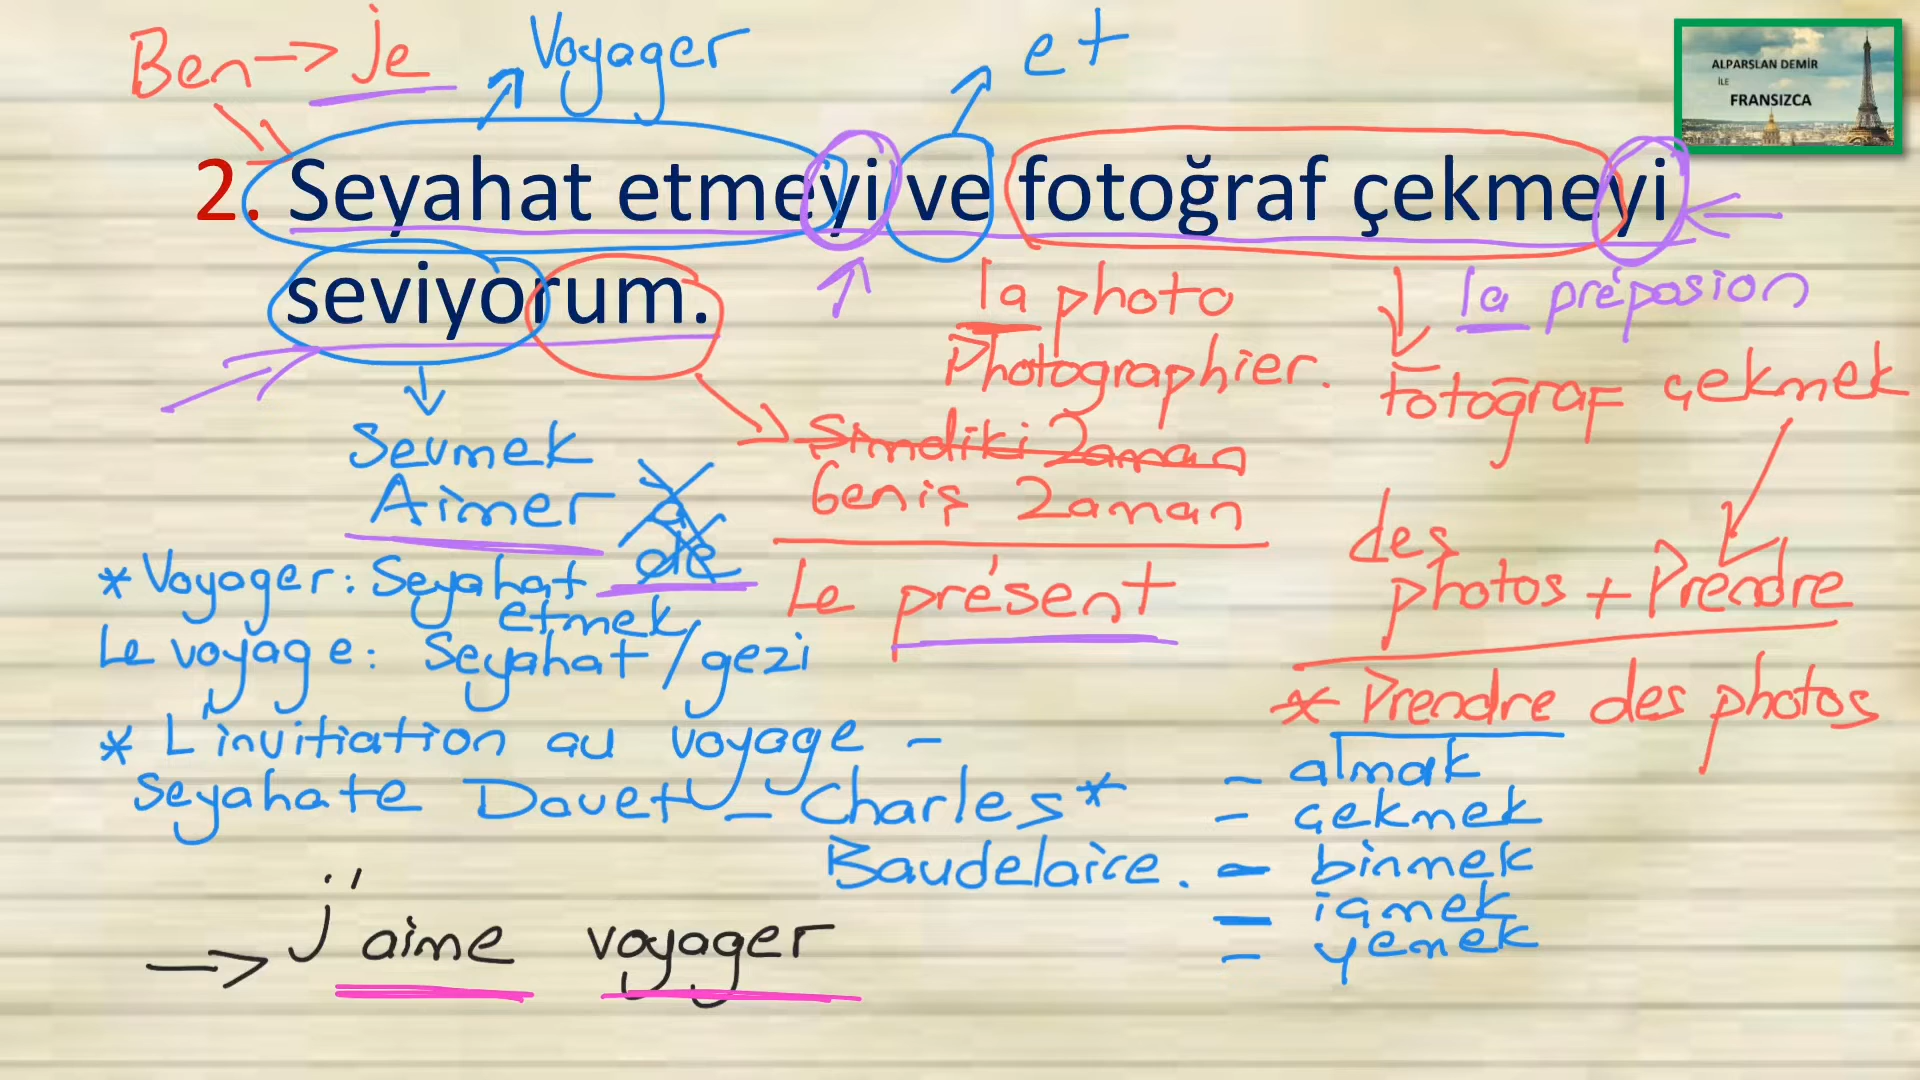 Ben → je
Voyager
et
ALPARSLAN DEMİR
İLE
FRANSIZCA
2. Seyahat etmeyi ve fotoğraf çekmeyi
seviyorum.
la photo
Photographier.
la préposion
fotoğraf çekmek
Sevmek
Aimer
à
de
Şimdiki Zaman
Geniş Zaman
Le présent
des
photos + Prendre
* Prendre des photos
- almak
- çekmek
- binmek
- içmek
- yemek
* Voyager: Seyahat
etmek
Le voyage: Seyahat / gezi
* L'invitiation au voyage -
Seyahate Davet - Charles *
Baudelaire.
→ j'aime voyager